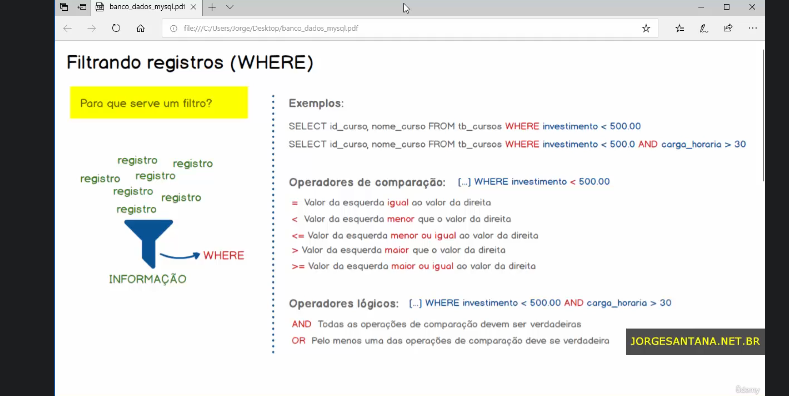 banco_dados_mysql.pdf
file:///C:/Users/Jorge/Desktop/banco_dados_mysql.pdf
Filtrando registros (WHERE)
Para que serve um filtro?
registro
registro
registro
registro
registro
registro
registro
WHERE
INFORMAÇÃO
Exemplos:
SELECT id_curso, nome_curso FROM tb_cursos WHERE investimento < 500.00
SELECT id_curso, nome_curso FROM tb_cursos WHERE investimento < 500.0 AND carga_horaria > 30
Operadores de comparação: [...] WHERE investimento < 500.00
= Valor da esquerda igual ao valor da direita
< Valor da esquerda menor que o valor da direita
<= Valor da esquerda menor ou igual ao valor da direita
> Valor da esquerda maior que o valor da direita
>= Valor da esquerda maior ou igual ao valor da direita
Operadores lógicos: [...] WHERE investimento < 500.00 AND carga_horaria > 30
AND Todas as operações de comparação devem ser verdadeiras
OR Pelo menos uma das operações de comparação deve se verdadeira
JORGESANTANA.NET.BR
ûdemy